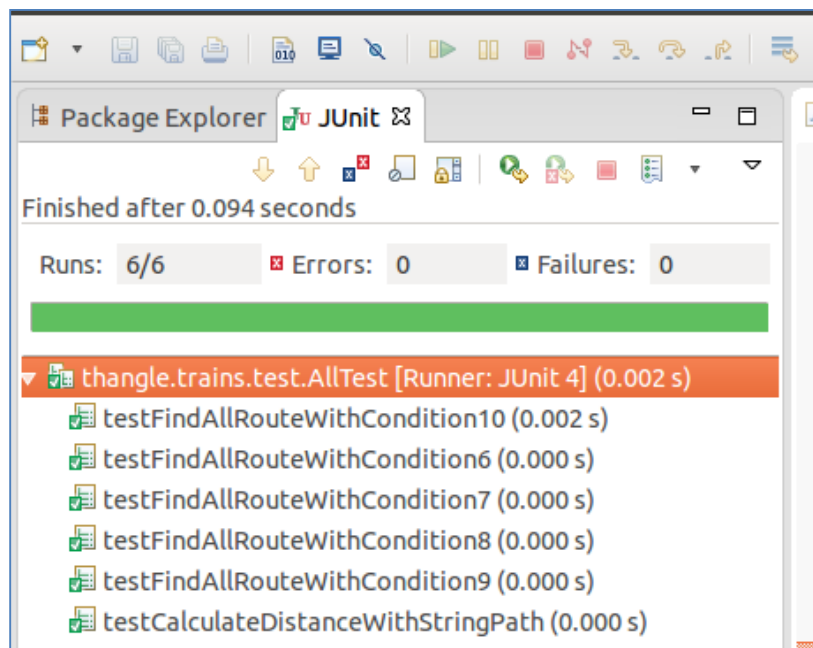 010
Package Explorer Ju JUnit
Finished after 0.094 seconds
Runs: 6/6 x Errors: 0 x Failures: 0
thangle.trains.test.AllTest [Runner: JUnit 4] (0.002 s)
testFindAllRouteWithCondition10 (0.002 s)
testFindAllRouteWithCondition6 (0.000 s)
testFindAllRouteWithCondition7 (0.000 s)
testFindAllRouteWithCondition8 (0.000 s)
testFindAllRouteWithCondition9 (0.000 s)
testCalculateDistanceWithStringPath (0.000 s)